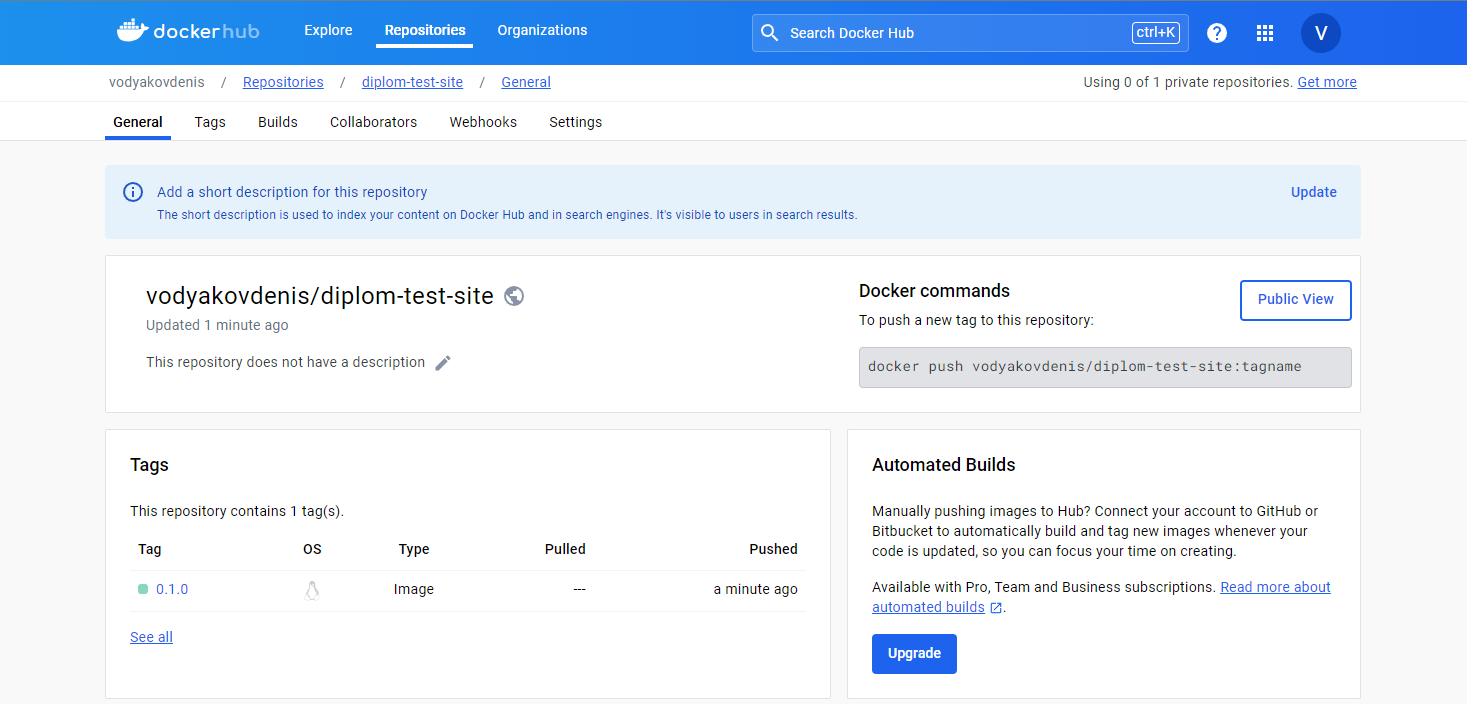 dockerhub Explore Repositories Organizations Search Docker Hub ctrl+K ? V
vodyakovdenis / Repositories / diplom-test-site / General Using 0 of 1 private repositories. Get more
General Tags Builds Collaborators Webhooks Settings
Add a short description for this repository Update
The short description is used to index your content on Docker Hub and in search engines. It's visible to users in search results.
vodyakovdenis/diplom-test-site
Updated 1 minute ago
This repository does not have a description
Docker commands
Public View
To push a new tag to this repository:
docker push vodyakovdenis/diplom-test-site:tagname
Tags
This repository contains 1 tag(s).
Tag OS Type Pulled Pushed
0.1.0 Image --- a minute ago
See all
Automated Builds
Manually pushing images to Hub? Connect your account to GitHub or
Bitbucket to automatically build and tag new images whenever your
code is updated, so you can focus your time on creating.
Available with Pro, Team and Business subscriptions. Read more about
automated builds.
Upgrade